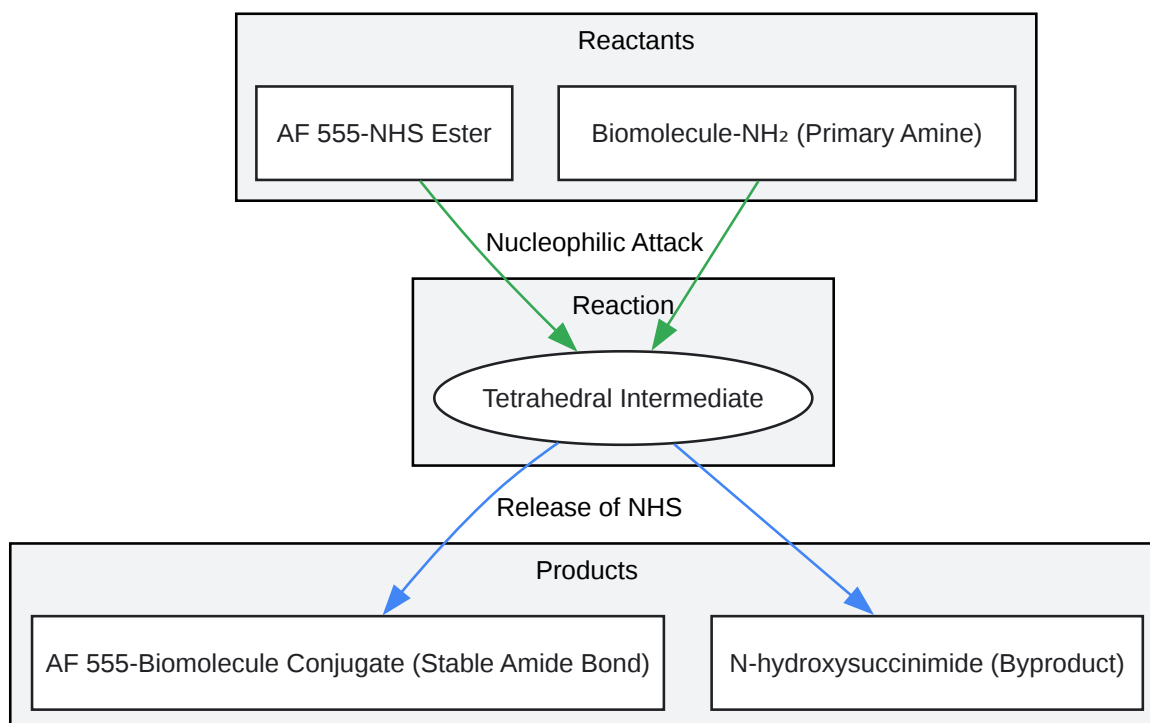 Reactants
AF 555-NHS Ester
Biomolecule-NH₂ (Primary Amine)
Nucleophilic Attack
Reaction
Tetrahedral Intermediate
Release of NHS
Products
AF 555-Biomolecule Conjugate (Stable Amide Bond)
N-hydroxysuccinimide (Byproduct)